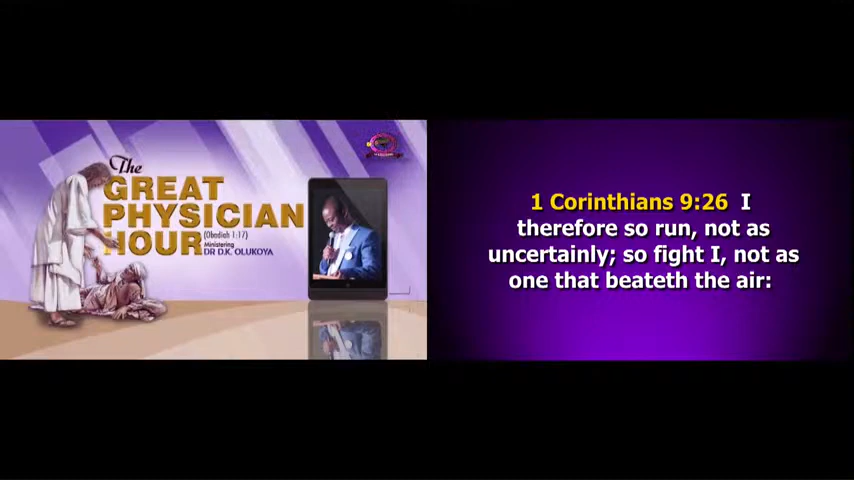 The
GREAT
PHYSICIAN
HOUR
(Obadiah 1:17)
Ministering
DR D.K. OLUKOYA
1 Corinthians 9:26 I
therefore so run, not as
uncertainly; so fight I, not as
one that beateth the air: